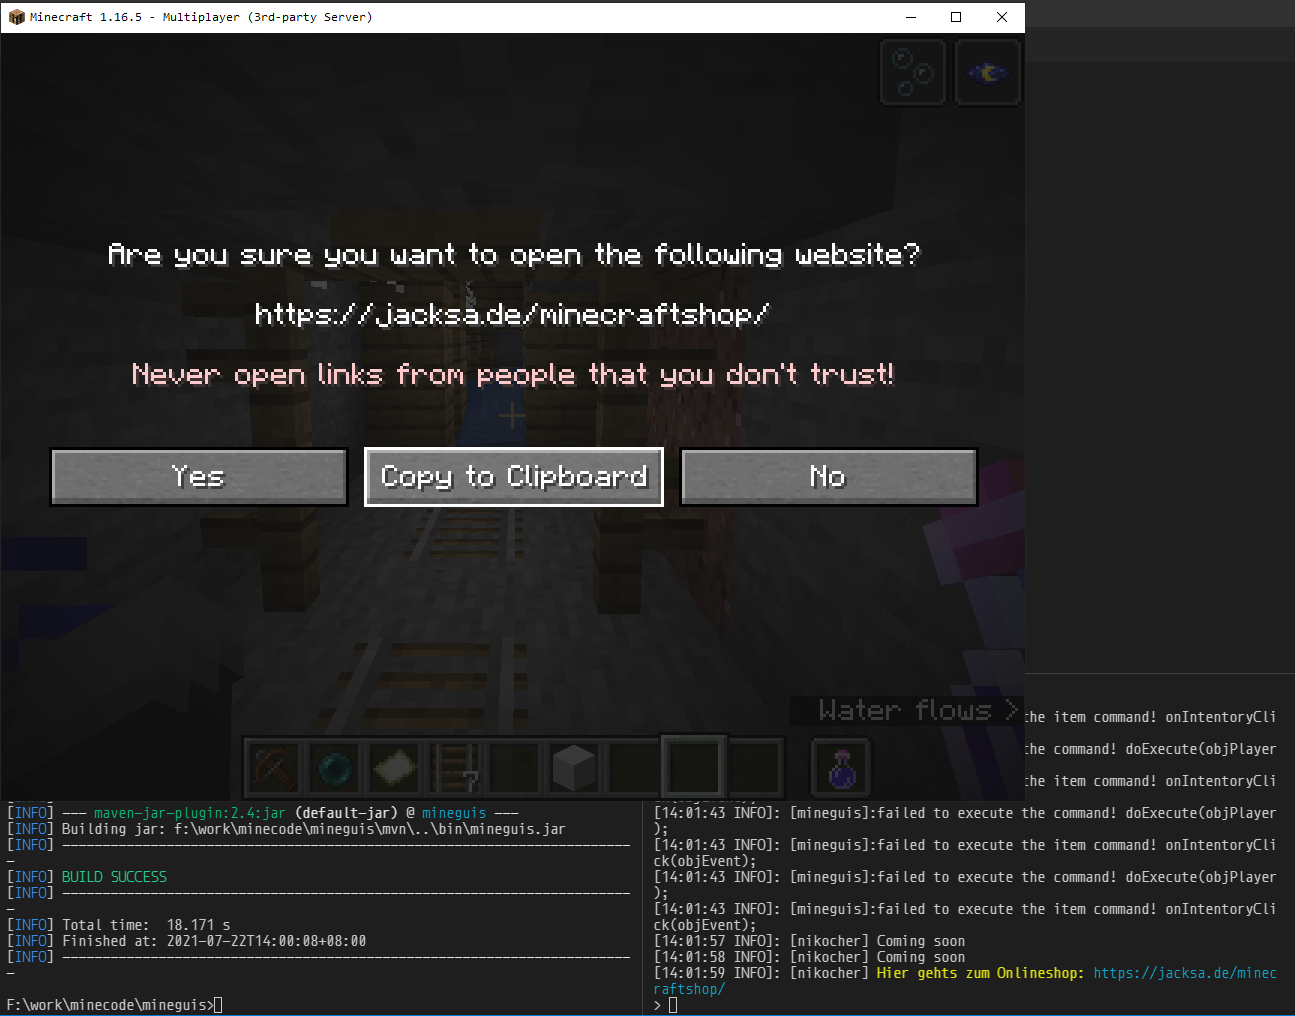 Minecraft 1.16.5 - Multiplayer (3rd-party Server)
Are you sure you want to open the following website?
https://jacksa.de/minecraftshop/
Never open links from people that you don't trust!
Yes
Copy to Clipboard
No
Water flows >
7
[INFO] --- maven-jar-plugin:2.4:jar (default-jar) @ mineguis ---
[INFO] Building jar: f:\work\minecode\mineguis\mvn\..\bin\mineguis.jar
[INFO] ------------------------------------------------------------------------
[INFO] BUILD SUCCESS
[INFO] ------------------------------------------------------------------------
[INFO] Total time:  18.171 s
[INFO] Finished at: 2021-07-22T14:00:08+08:00
[INFO] ------------------------------------------------------------------------
F:\work\minecode\mineguis>
the item command! onIntentoryCli
the command! doExecute(objPlayer
the item command! onIntentoryCli
[14:01:43 INFO]: [mineguis]:failed to execute the command! doExecute(objPlayer
);
[14:01:43 INFO]: [mineguis]:failed to execute the item command! onIntentoryCli
ck(objEvent);
[14:01:43 INFO]: [mineguis]:failed to execute the command! doExecute(objPlayer
);
[14:01:43 INFO]: [mineguis]:failed to execute the item command! onIntentoryCli
ck(objEvent);
[14:01:57 INFO]: [nikocher] Coming soon
[14:01:58 INFO]: [nikocher] Coming soon
[14:01:59 INFO]: [nikocher] Hier gehts zum Onlineshop: https://jacksa.de/minec
raftshop/
>